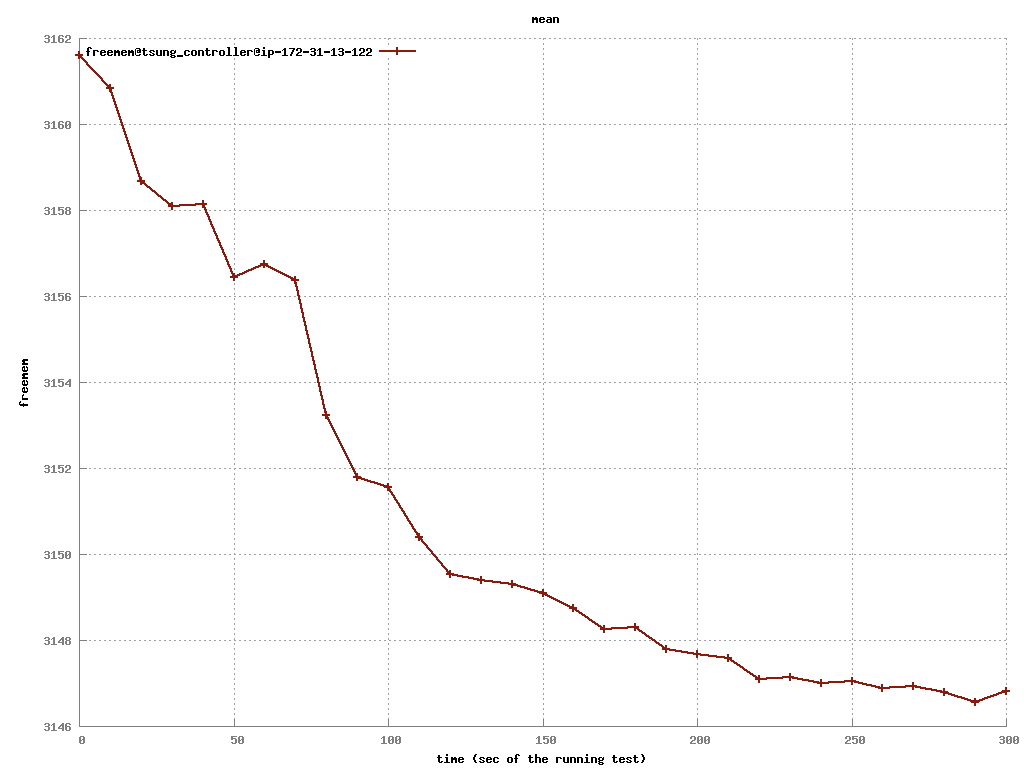 mean
freemem@tsung_controller@ip-172-31-13-122
3162
3160
3158
3156
3154
3152
3150
3148
3146
freemem
0 50 100 150 200 250 300
time (sec of the running test)